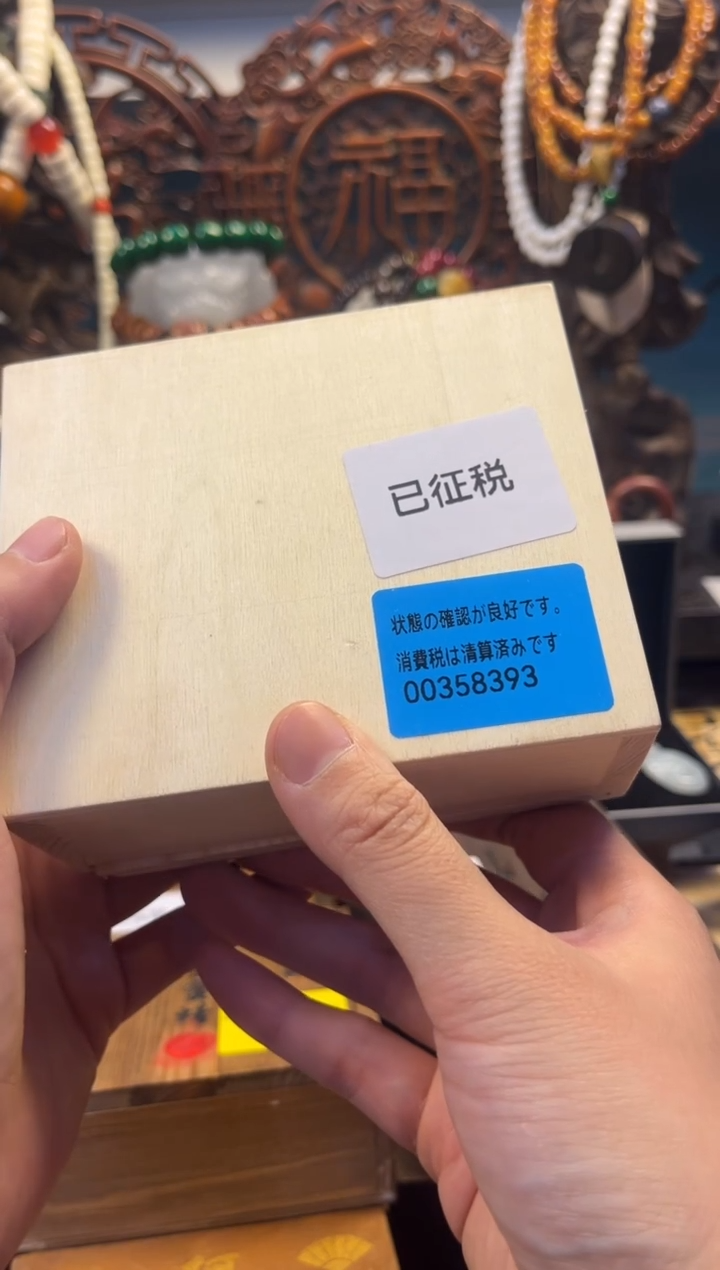 福
已征税
状態の確認が良好です。
消費税は清算済みです
00358393